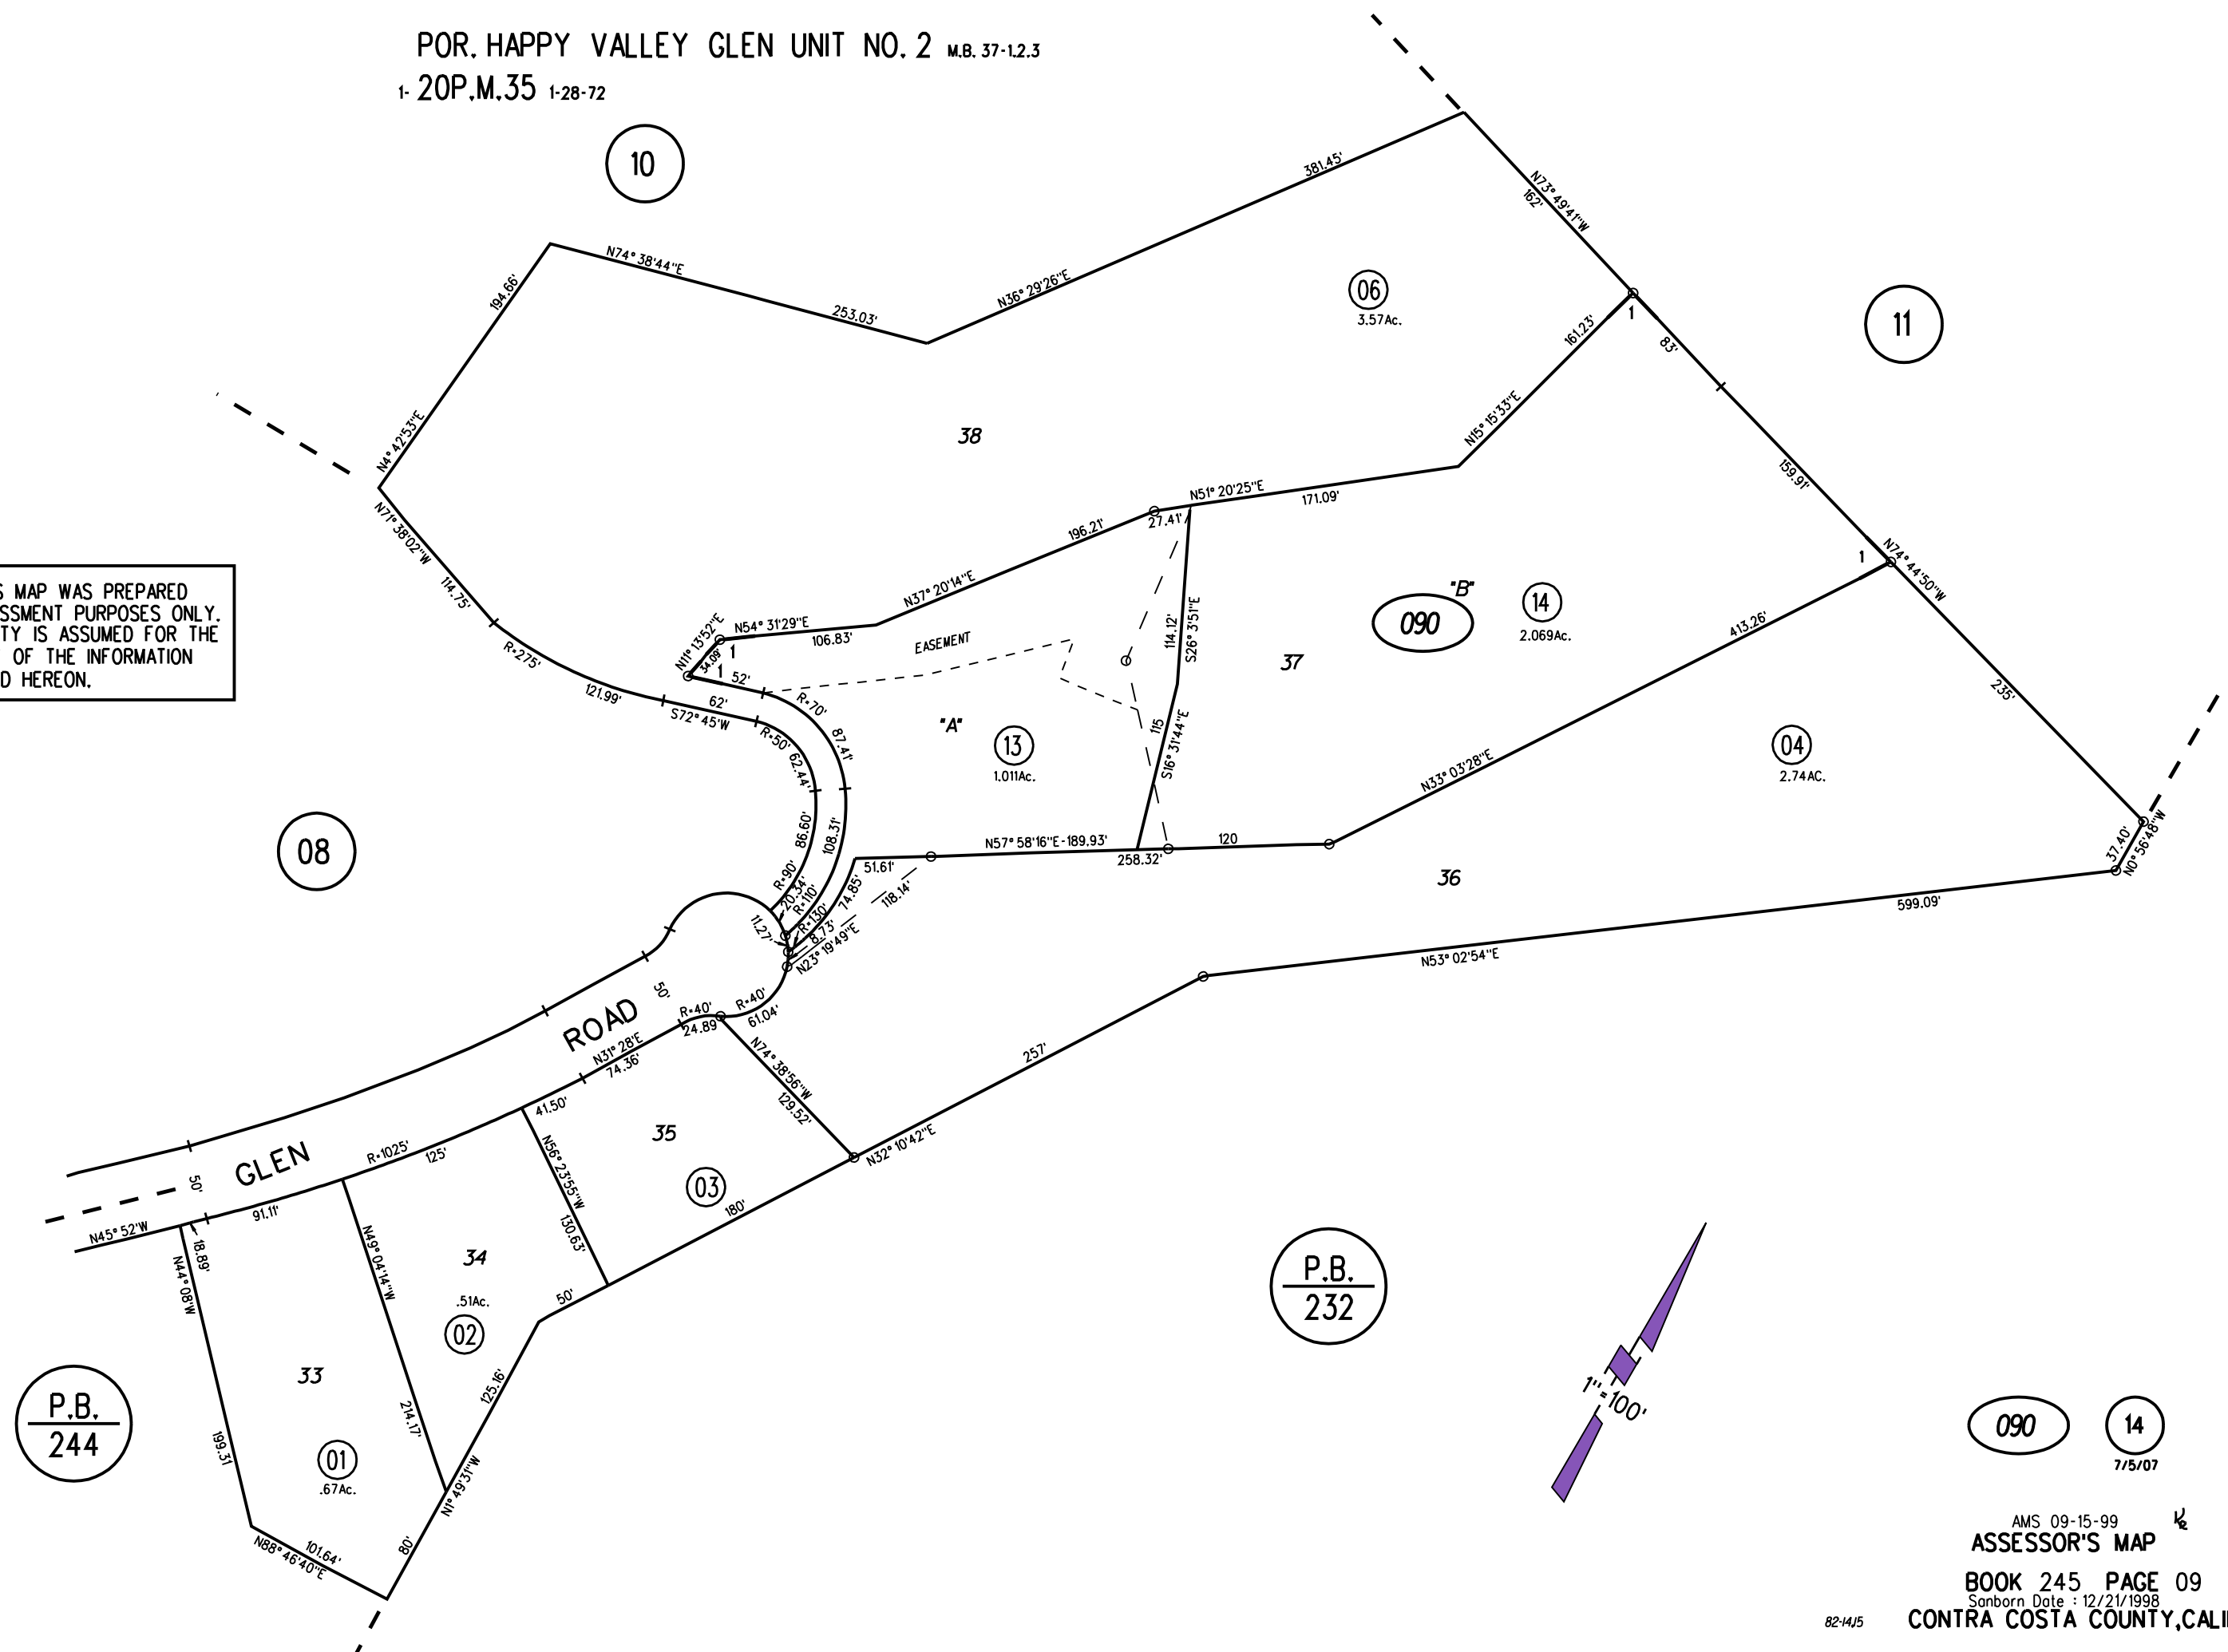 POR. HAPPY VALLEY GLEN UNIT NO. 2 M.B. 37-1.2.3
1- 20P.M.35 1-28-72
10
381.45'
N73° 49'41"W
162'
N74° 38'44"E
253.03'
194.66'
N36° 29'26"E
06
3.57Ac.
1
83'
11
161.23'
N15° 15'33"E
N4° 42'53"E
38
159.91'
N51° 20'25"E
171.09'
27.41'
196.21'
N71° 38'02"W
114.75'
N37° 20'14"E
1
N74° 44'50"W
S MAP WAS PREPARED
SSMENT PURPOSES ONLY.
TY IS ASSUMED FOR THE
OF THE INFORMATION
D HEREON.
N11° 13'52"E
34.09'
N54° 31'29"E
106.83'
1
1
EASEMENT
114.12'
S26° 3'51"E
"B"
090
14
2.069Ac.
413.26'
37
R=275'
121.99'
52'
62'
S72° 45'W
R=70'
87.41'
R=50'
62.44'
"A"
13
1.011Ac.
115
S16° 31'44"E
235'
N33° 03'28"E
04
2.74AC.
08
86.60'
108.31'
N57° 58'16"E-189.93'
120
258.32'
51.61'
37.40'
N0° 56'48"W
36
R=90'
20.34'
R=110'
74.85'
118.14'
R=130'
8.73'
11.27'
N23° 19'49"E
599.09'
N53° 02'54"E
50'
ROAD
R=40'
24.89
R=40'
61.04'
N31° 28'E
74.36'
N74° 38'56"W
129.52'
257'
41.50'
35
N56° 23'55"W
130.63'
N32° 10'42"E
03
180'
GLEN
R=1025'
125'
50'
N45° 52'W
91.11'
18.89'
N44° 08'W
N49° 04'14"W
34
.51Ac.
02
50'
P.B.
232
33
125.16'
214.17'
P.B.
244
199.31
01
.67Ac.
N1° 49'31"W
80'
101.64'
N88° 46'40"E
1"=100'
090
14
7/5/07
AMS 09-15-99
ASSESSOR'S MAP
BOOK 245 PAGE 09
Sanborn Date : 12/21/1998
82-14,15 CONTRA COSTA COUNTY,CALI